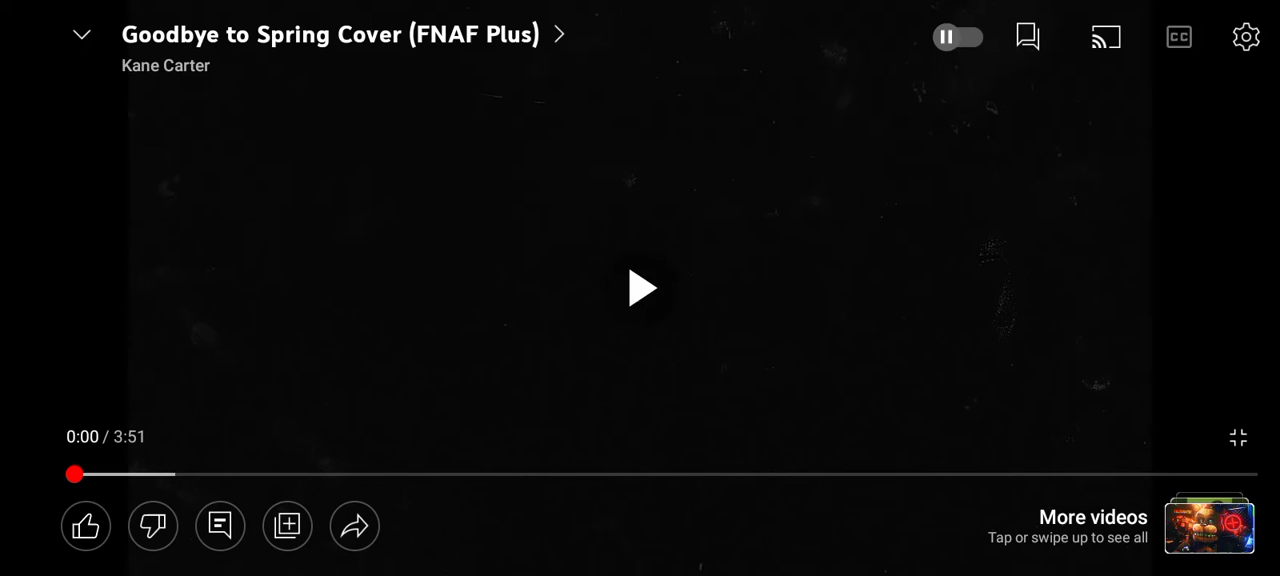 Goodbye to Spring Cover (FNAF Plus)
Kane Carter
CC
0:00 / 3:51
More videos
Tap or swipe up to see all